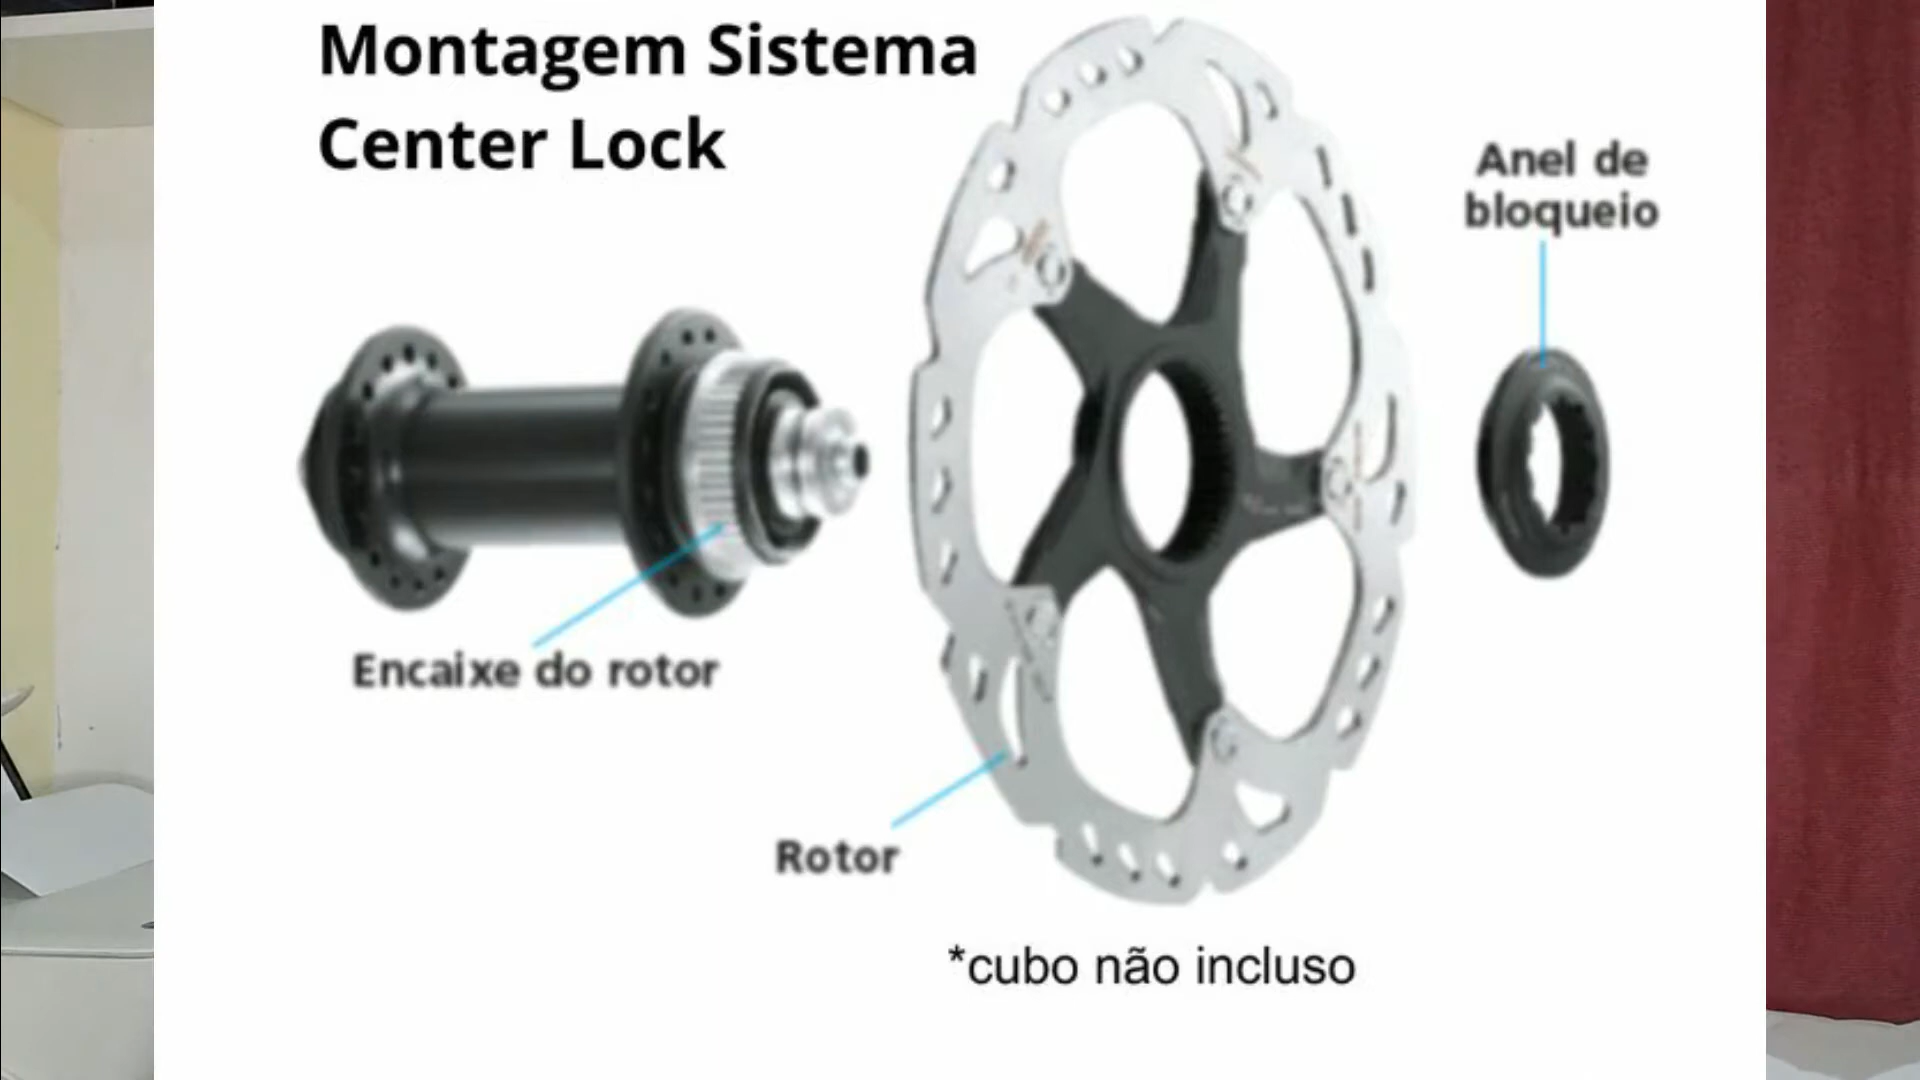 Montagem Sistema
Center Lock
Anel de
bloqueio
Encaixe do rotor
Rotor
*cubo não incluso